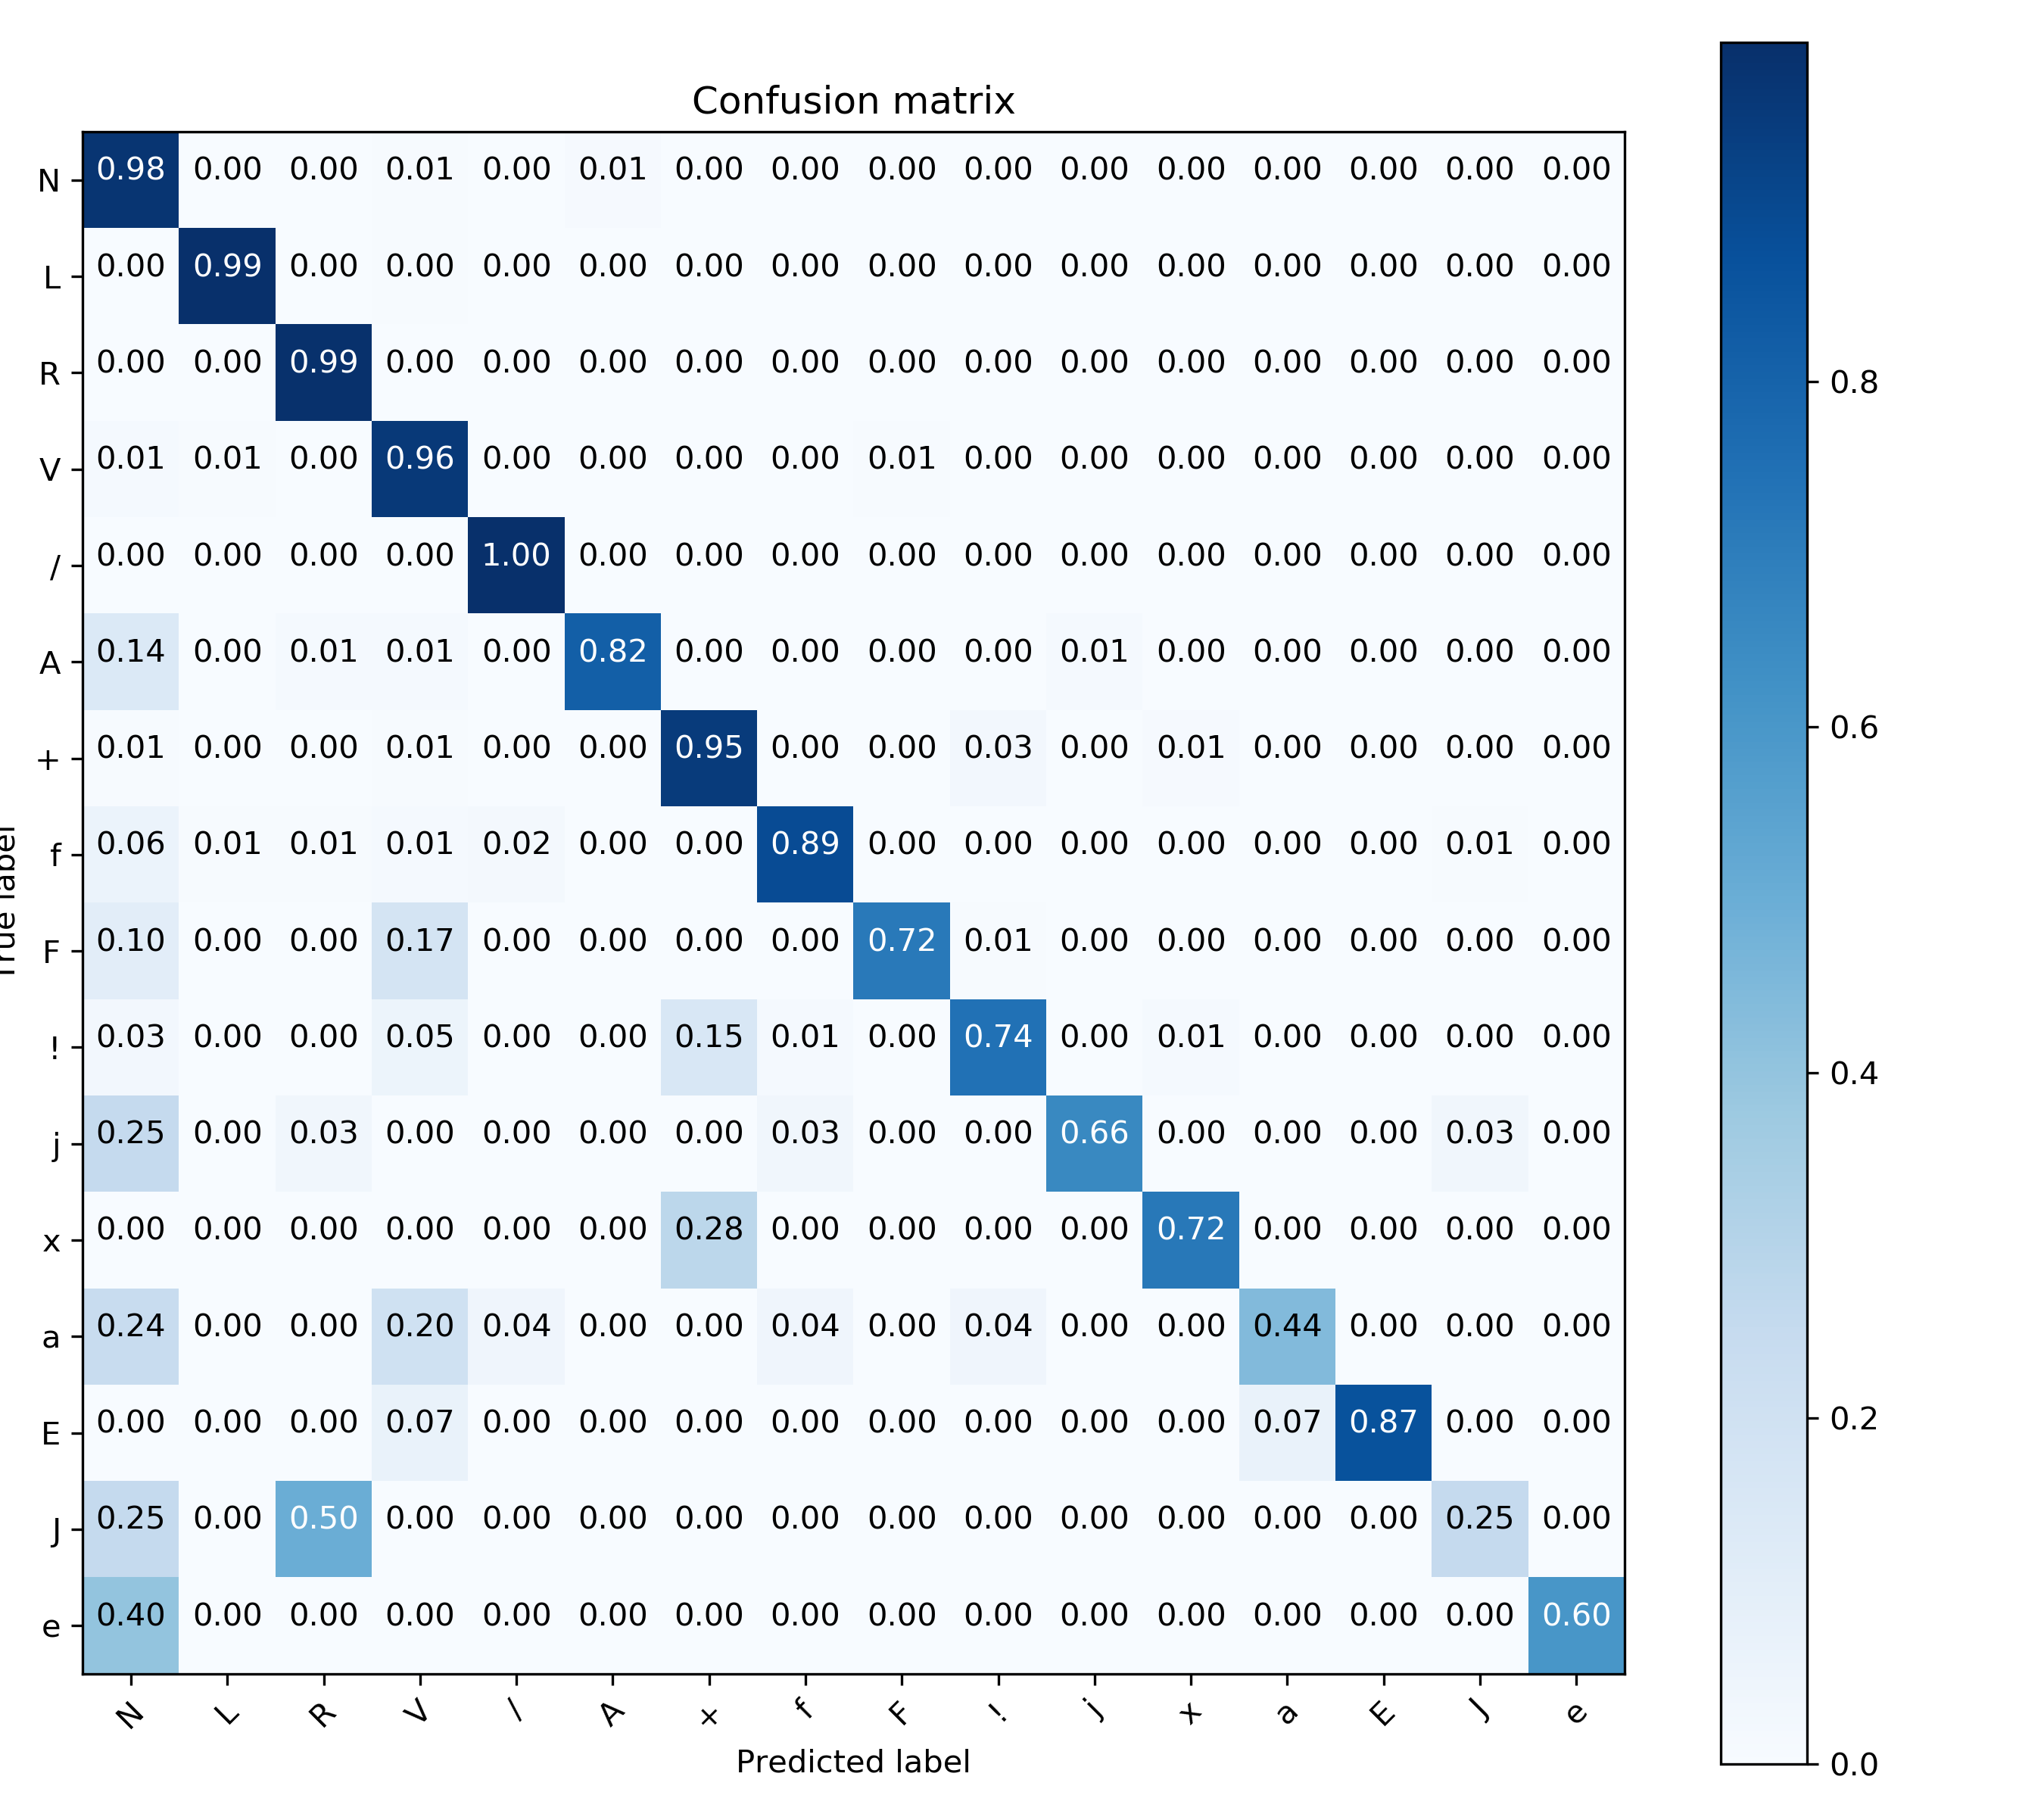 Confusion matrix
N 0.98 0.00 0.00 0.01 0.00 0.01 0.00 0.00 0.00 0.00 0.00 0.00 0.00 0.00 0.00 0.00
L 0.00 0.99 0.00 0.00 0.00 0.00 0.00 0.00 0.00 0.00 0.00 0.00 0.00 0.00 0.00 0.00
R 0.00 0.00 0.99 0.00 0.00 0.00 0.00 0.00 0.00 0.00 0.00 0.00 0.00 0.00 0.00 0.00
V 0.01 0.01 0.00 0.96 0.00 0.00 0.00 0.00 0.01 0.00 0.00 0.00 0.00 0.00 0.00 0.00
/ 0.00 0.00 0.00 0.00 1.00 0.00 0.00 0.00 0.00 0.00 0.00 0.00 0.00 0.00 0.00 0.00
A 0.14 0.00 0.01 0.01 0.00 0.82 0.00 0.00 0.00 0.00 0.01 0.00 0.00 0.00 0.00 0.00
+ 0.01 0.00 0.00 0.01 0.00 0.00 0.95 0.00 0.00 0.03 0.00 0.01 0.00 0.00 0.00 0.00
f 0.06 0.01 0.01 0.01 0.02 0.00 0.00 0.89 0.00 0.00 0.00 0.00 0.00 0.00 0.01 0.00
F 0.10 0.00 0.00 0.17 0.00 0.00 0.00 0.00 0.72 0.01 0.00 0.00 0.00 0.00 0.00 0.00
! 0.03 0.00 0.00 0.05 0.00 0.00 0.15 0.01 0.00 0.74 0.00 0.01 0.00 0.00 0.00 0.00
j 0.25 0.00 0.03 0.00 0.00 0.00 0.00 0.03 0.00 0.00 0.66 0.00 0.00 0.00 0.03 0.00
x 0.00 0.00 0.00 0.00 0.00 0.00 0.28 0.00 0.00 0.00 0.00 0.72 0.00 0.00 0.00 0.00
a 0.24 0.00 0.00 0.20 0.04 0.00 0.00 0.04 0.00 0.04 0.00 0.00 0.44 0.00 0.00 0.00
E 0.00 0.00 0.00 0.07 0.00 0.00 0.00 0.00 0.00 0.00 0.00 0.00 0.07 0.87 0.00 0.00
J 0.25 0.00 0.50 0.00 0.00 0.00 0.00 0.00 0.00 0.00 0.00 0.00 0.00 0.00 0.25 0.00
e 0.40 0.00 0.00 0.00 0.00 0.00 0.00 0.00 0.00 0.00 0.00 0.00 0.00 0.00 0.00 0.60
N L R V / A + f F ! j x a E J e
Predicted label
True label
0.8
0.6
0.4
0.2
0.0